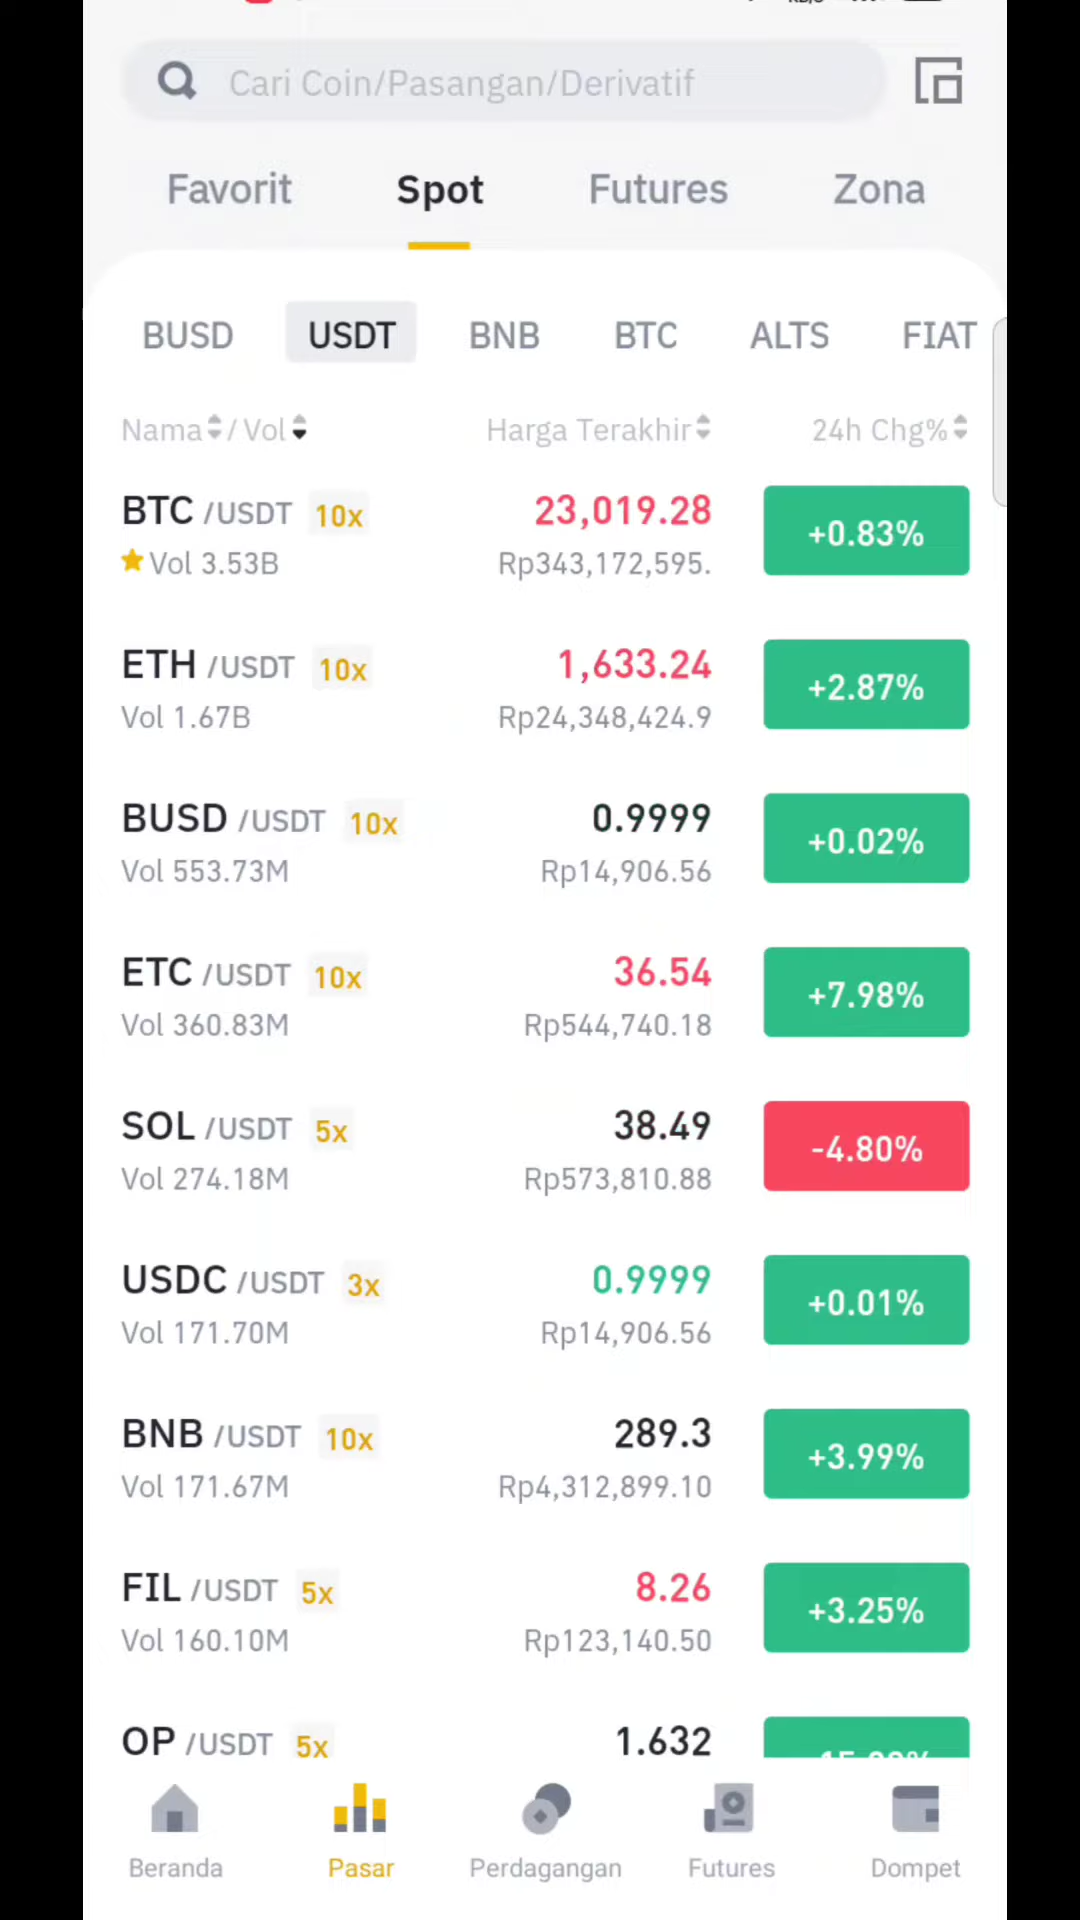 Cari Coin/Pasangan/Derivatif
Favorit Spot Futures Zona
BUSD USDT BNB BTC ALTS FIAT
Nama / Vol Harga Terakhir 24h Chg%
BTC /USDT 10x 23,019.28 +0.83%
Vol 3.53B Rp343,172,595.
ETH /USDT 10x 1,633.24 +2.87%
Vol 1.67B Rp24,348,424.9
BUSD /USDT 10x 0.9999 +0.02%
Vol 553.73M Rp14,906.56
ETC /USDT 10x 36.54 +7.98%
Vol 360.83M Rp544,740.18
SOL /USDT 5x 38.49 -4.80%
Vol 274.18M Rp573,810.88
USDC /USDT 3x 0.9999 +0.01%
Vol 171.70M Rp14,906.56
BNB /USDT 10x 289.3 +3.99%
Vol 171.67M Rp4,312,899.10
FIL /USDT 5x 8.26 +3.25%
Vol 160.10M Rp123,140.50
OP /USDT 5x 1.632
Beranda Pasar Perdagangan Futures Dompet